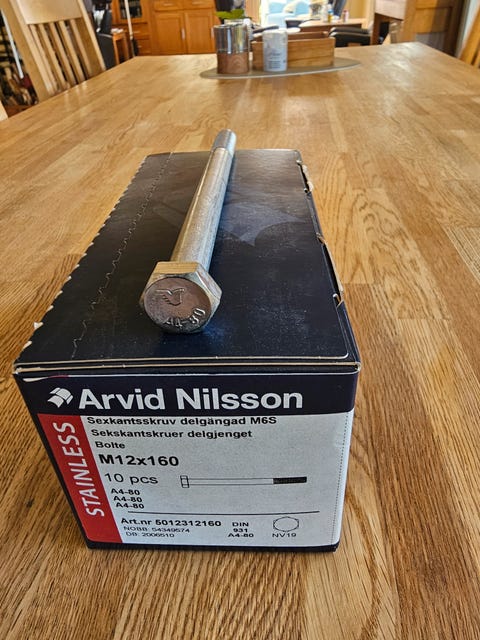 A4-80
Arvid Nilsson
STAINLESS
Sexkantsskruv delgängad M6S
Sekskantskruer delgjenget
Bolte
M12x160
10 pcs
A4-80
A4-80
A4-80
Art.nr 5012312160
NOBB: 54349574
DB: 2006510
DIN
931
A4-80
NV19